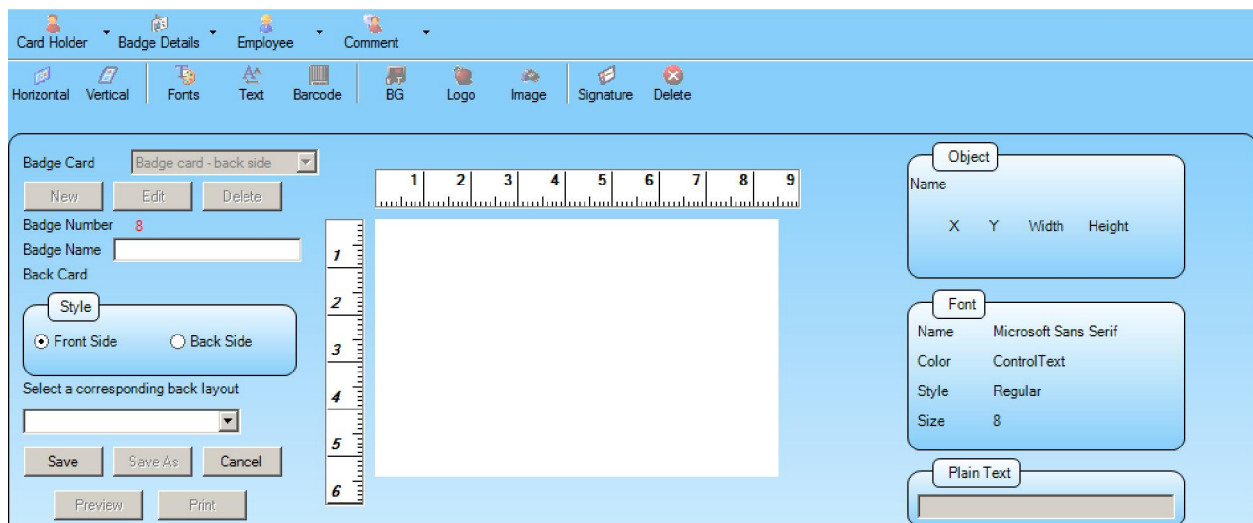 Card Holder Badge Details Employee Comment
Horizontal Vertical Fonts Text Barcode BG Logo Image Signature Delete
Badge Card Badge card - back side
New Edit Delete
Badge Number 8
Badge Name
Back Card
Style
Front Side Back Side
Select a corresponding back layout
Save Save As Cancel
Preview Print
1 2 3 4 5 6 7 8 9
1
2
3
4
5
6
Object
Name
X Y Width Height
Font
Name Microsoft Sans Serif
Color ControlText
Style Regular
Size 8
Plain Text